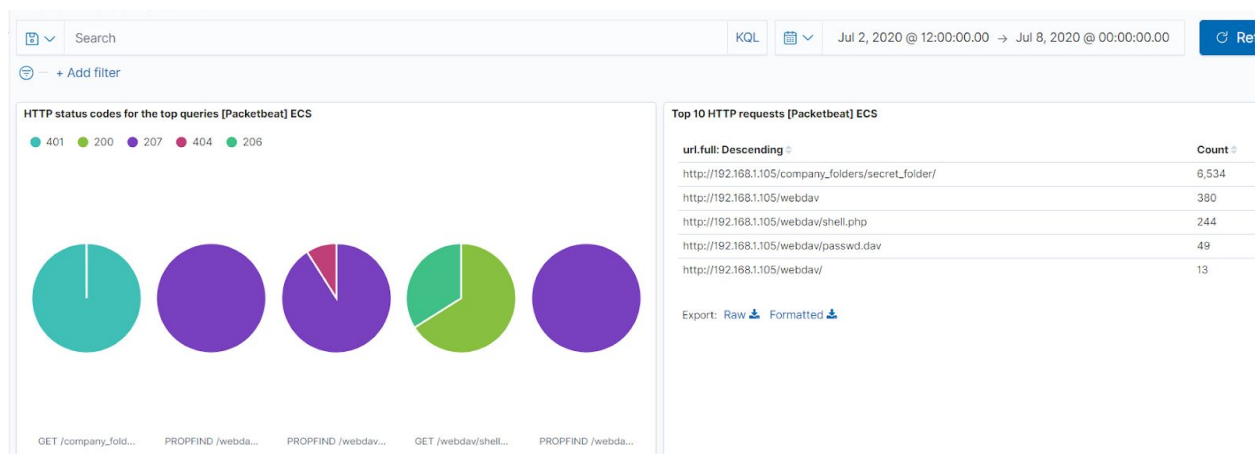 Search
KQL
Jul 2, 2020 @ 12:00:00.00 → Jul 8, 2020 @ 00:00:00.00
+ Add filter
HTTP status codes for the top queries [Packetbeat] ECS
401 200 207 404 206
GET /company_fold... PROPFIND /webda... PROPFIND /webdav... GET /webdav/shell... PROPFIND /webda...
Top 10 HTTP requests [Packetbeat] ECS
url.full: Descending Count
http://192.168.1.105/company_folders/secret_folder/ 6,534
http://192.168.1.105/webdav 380
http://192.168.1.105/webdav/shell.php 244
http://192.168.1.105/webdav/passwd.dav 49
http://192.168.1.105/webdav/ 13
Export: Raw Formatted